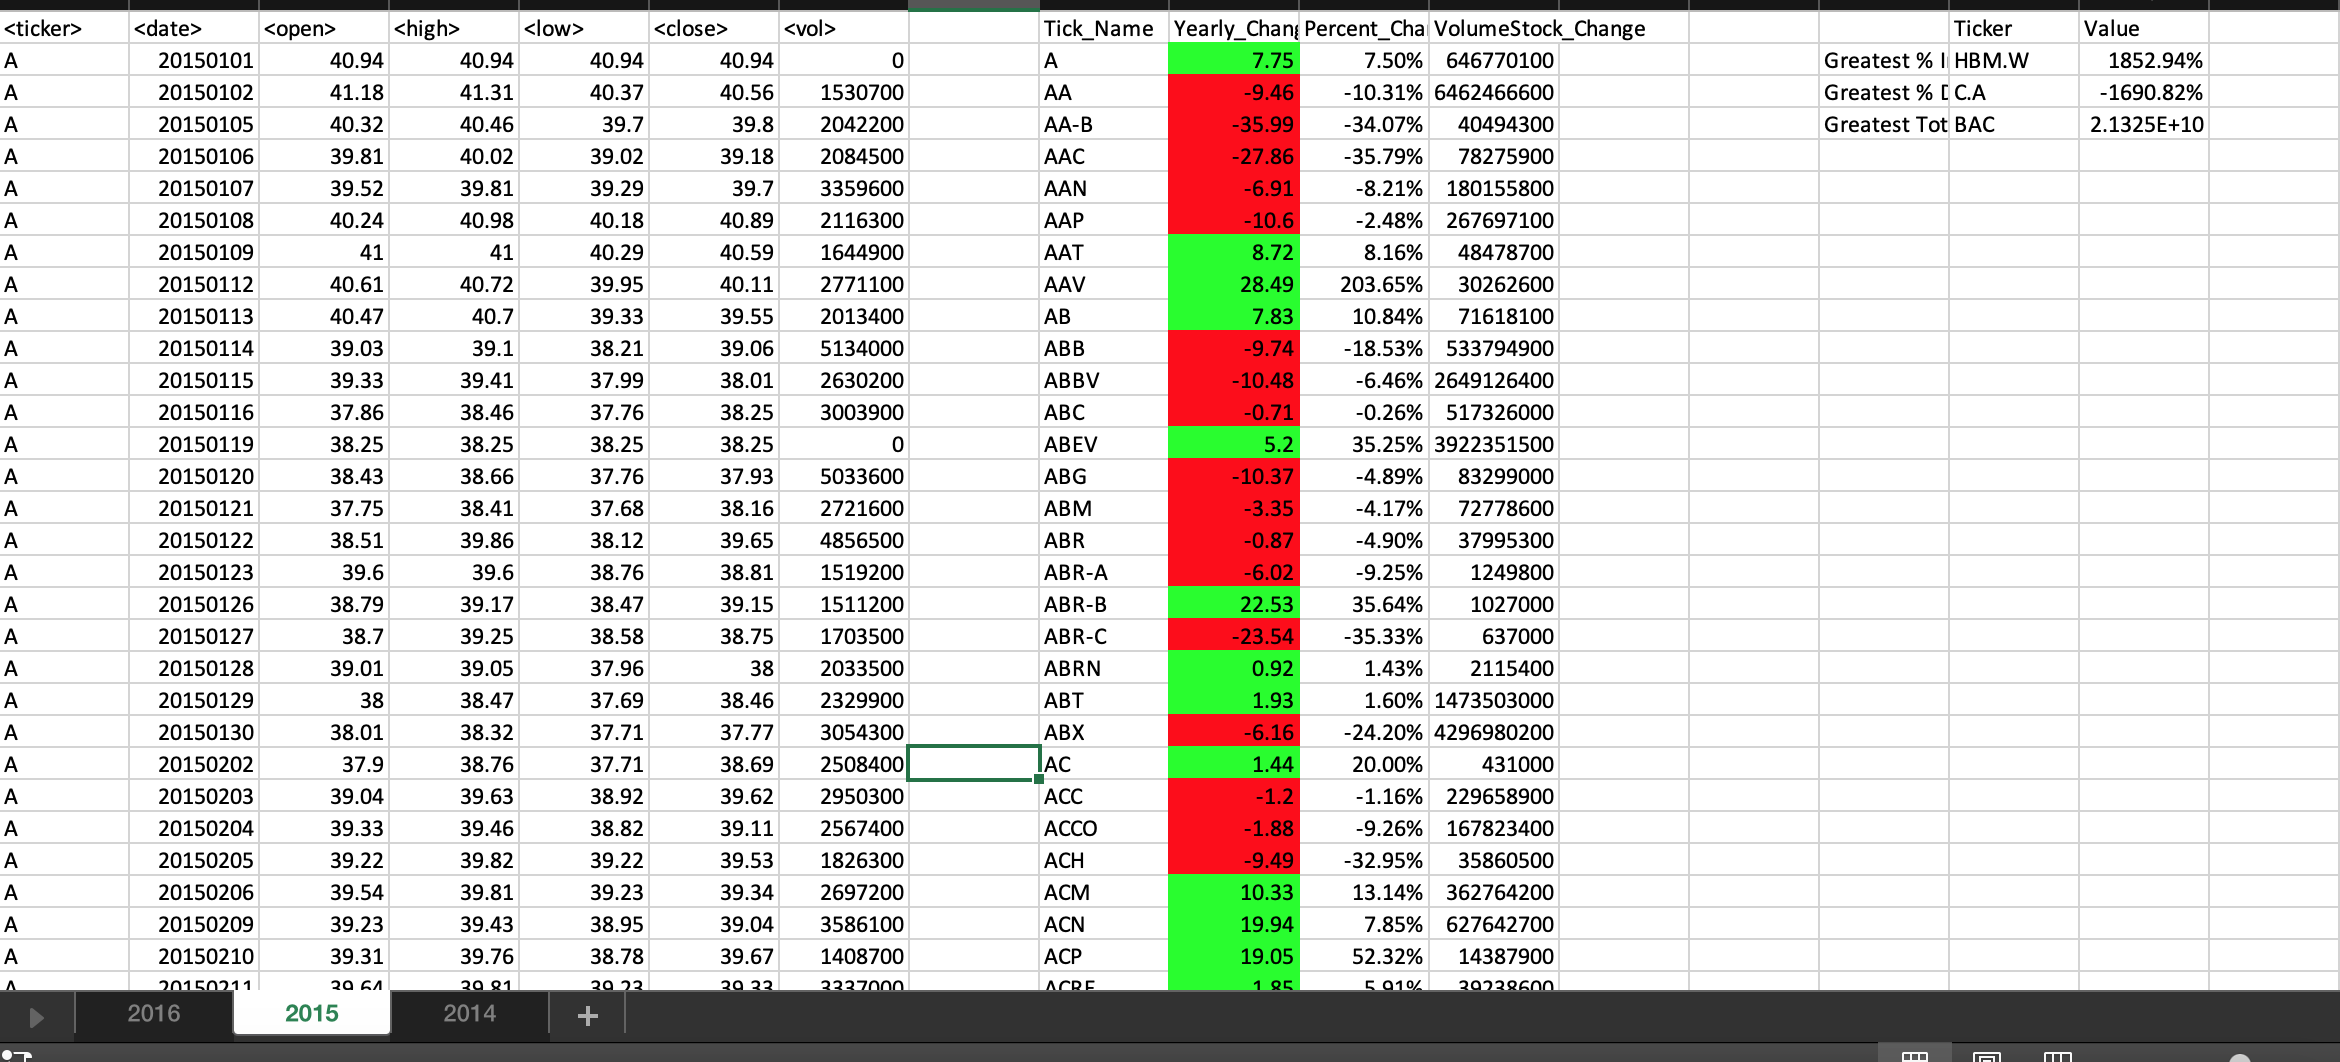 <ticker> <date> <open> <high> <low> <close> <vol> Tick_Name Yearly_Chang Percent_Cha VolumeStock_Change Ticker Value
A 20150101 40.94 40.94 40.94 40.94 0 A 7.75 7.50% 646770100 Greatest % I HBM.W 1852.94%
A 20150102 41.18 41.31 40.37 40.56 1530700 AA -9.46 -10.31% 6462466600 Greatest % D C.A -1690.82%
A 20150105 40.32 40.46 39.7 39.8 2042200 AA-B -35.99 -34.07% 40494300 Greatest Tot BAC 2.1325E+10
A 20150106 39.81 40.02 39.02 39.18 2084500 AAC -27.86 -35.79% 78275900
A 20150107 39.52 39.81 39.29 39.7 3359600 AAN -6.91 -8.21% 180155800
A 20150108 40.24 40.98 40.18 40.89 2116300 AAP -10.6 -2.48% 267697100
A 20150109 41 41 40.29 40.59 1644900 AAT 8.72 8.16% 48478700
A 20150112 40.61 40.72 39.95 40.11 2771100 AAV 28.49 203.65% 30262600
A 20150113 40.47 40.7 39.33 39.55 2013400 AB 7.83 10.84% 71618100
A 20150114 39.03 39.1 38.21 39.06 5134000 ABB -9.74 -18.53% 533794900
A 20150115 39.33 39.41 37.99 38.01 2630200 ABBV -10.48 -6.46% 2649126400
A 20150116 37.86 38.46 37.76 38.25 3003900 ABC -0.71 -0.26% 517326000
A 20150119 38.25 38.25 38.25 38.25 0 ABEV 5.2 35.25% 3922351500
A 20150120 38.43 38.66 37.76 37.93 5033600 ABG -10.37 -4.89% 83299000
A 20150121 37.75 38.41 37.68 38.16 2721600 ABM -3.35 -4.17% 72778600
A 20150122 38.51 39.86 38.12 39.65 4856500 ABR -0.87 -4.90% 37995300
A 20150123 39.6 39.6 38.76 38.81 1519200 ABR-A -6.02 -9.25% 1249800
A 20150126 38.79 39.17 38.47 39.15 1511200 ABR-B 22.53 35.64% 1027000
A 20150127 38.7 39.25 38.58 38.75 1703500 ABR-C -23.54 -35.33% 637000
A 20150128 39.01 39.05 37.96 38 2033500 ABRN 0.92 1.43% 2115400
A 20150129 38 38.47 37.69 38.46 2329900 ABT 1.93 1.60% 1473503000
A 20150130 38.01 38.32 37.71 37.77 3054300 ABX -6.16 -24.20% 4296980200
A 20150202 37.9 38.76 37.71 38.69 2508400 AC 1.44 20.00% 431000
A 20150203 39.04 39.63 38.92 39.62 2950300 ACC -1.2 -1.16% 229658900
A 20150204 39.33 39.46 38.82 39.11 2567400 ACCO -1.88 -9.26% 167823400
A 20150205 39.22 39.82 39.22 39.53 1826300 ACH -9.49 -32.95% 35860500
A 20150206 39.54 39.81 39.23 39.34 2697200 ACM 10.33 13.14% 362764200
A 20150209 39.23 39.43 38.95 39.04 3586100 ACN 19.94 7.85% 627642700
A 20150210 39.31 39.76 38.78 39.67 1408700 ACP 19.05 52.32% 14387900
A 20150211 39.64 39.81 39.23 39.33 3337000 ACRE 1.85 5.91% 39238600
2016 2015 2014